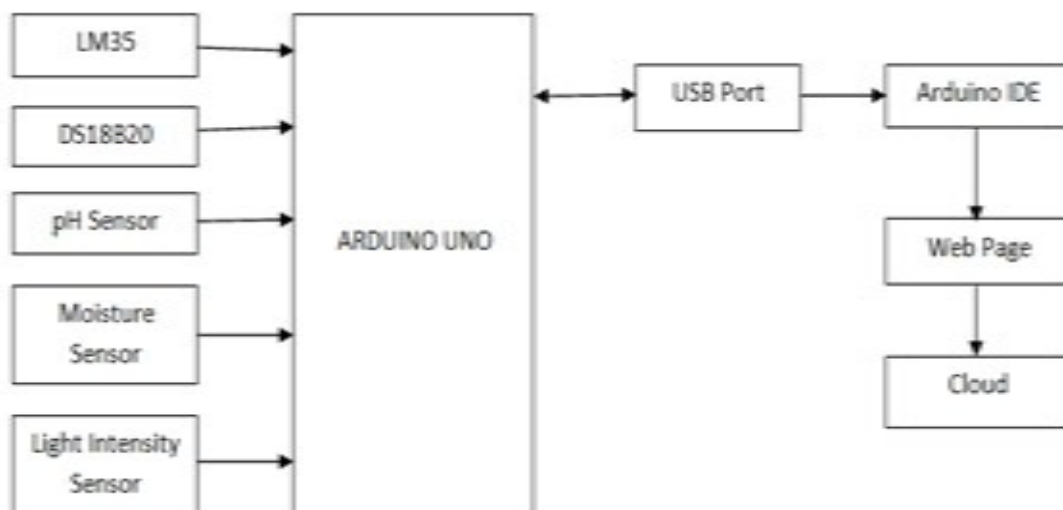 LM35
DS18B20
pH Sensor
Moisture
Sensor
Light Intensity
Sensor
ARDUINO UNO
USB Port
Arduino IDE
Web Page
Cloud